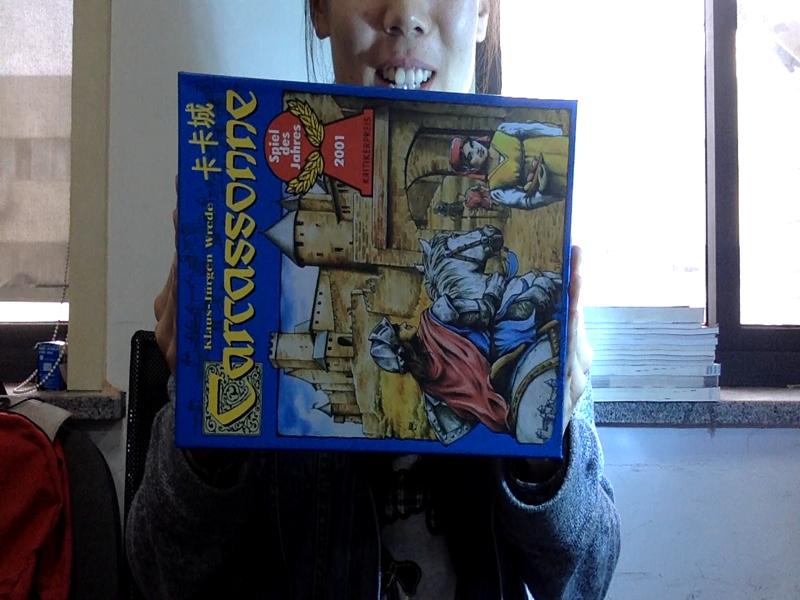 Klaus-Jürgen Wrede
Carcassonne 卡卡城
Spiel
des
Jahres
2001
KRITIKERPREIS